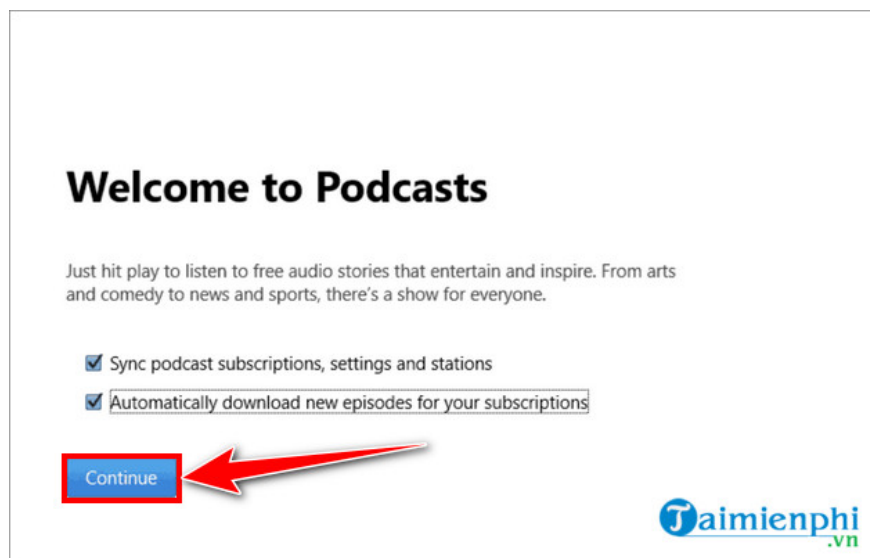 Welcome to Podcasts
Just hit play to listen to free audio stories that entertain and inspire. From arts
and comedy to news and sports, there's a show for everyone.
Sync podcast subscriptions, settings and stations
Automatically download new episodes for your subscriptions
Continue
Taimienphi
.vn